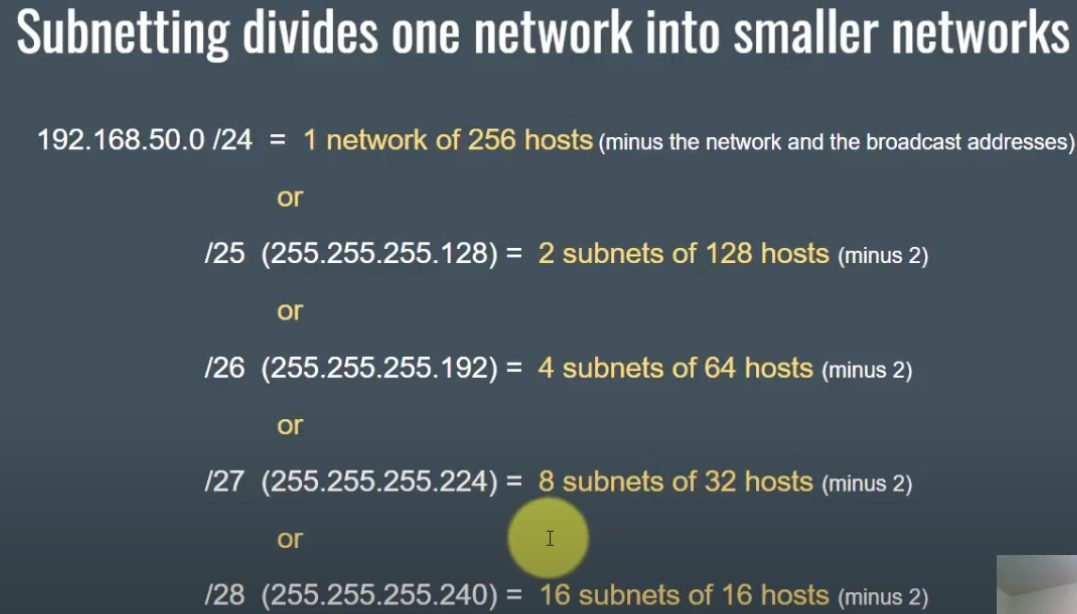 Subnetting divides one network into smaller networks
192.168.50.0 /24 = 1 network of 256 hosts (minus the network and the broadcast addresses)
or
/25 (255.255.255.128) = 2 subnets of 128 hosts (minus 2)
or
/26 (255.255.255.192) = 4 subnets of 64 hosts (minus 2)
or
/27 (255.255.255.224) = 8 subnets of 32 hosts (minus 2)
or
/28 (255.255.255.240) = 16 subnets of 16 hosts (minus 2)